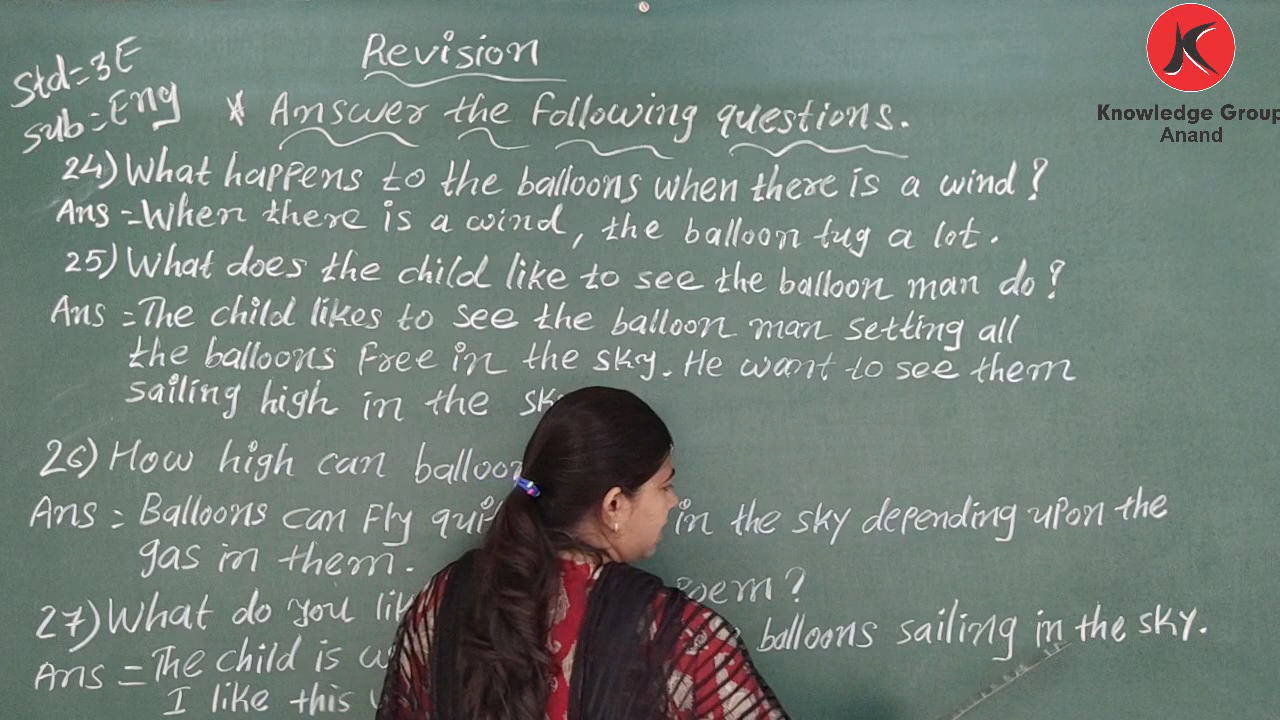 Revision
Std=3E
Sub=Eng
* Answer the following questions.
24) What happens to the balloons when there is a wind?
Ans = When there is a wind, the balloon tug a lot.
25) What does the child like to see the balloon man do?
Ans = The child likes to see the balloon man setting all
the balloons free in the sky. He want to see them
sailing high in the
26) How high can
Ans = Balloons can fly in the sky depending upon the
gas in them.
27) What do you poem?
Ans = The child is balloons sailing in the sky.
I like this
K
Knowledge Group
Anand